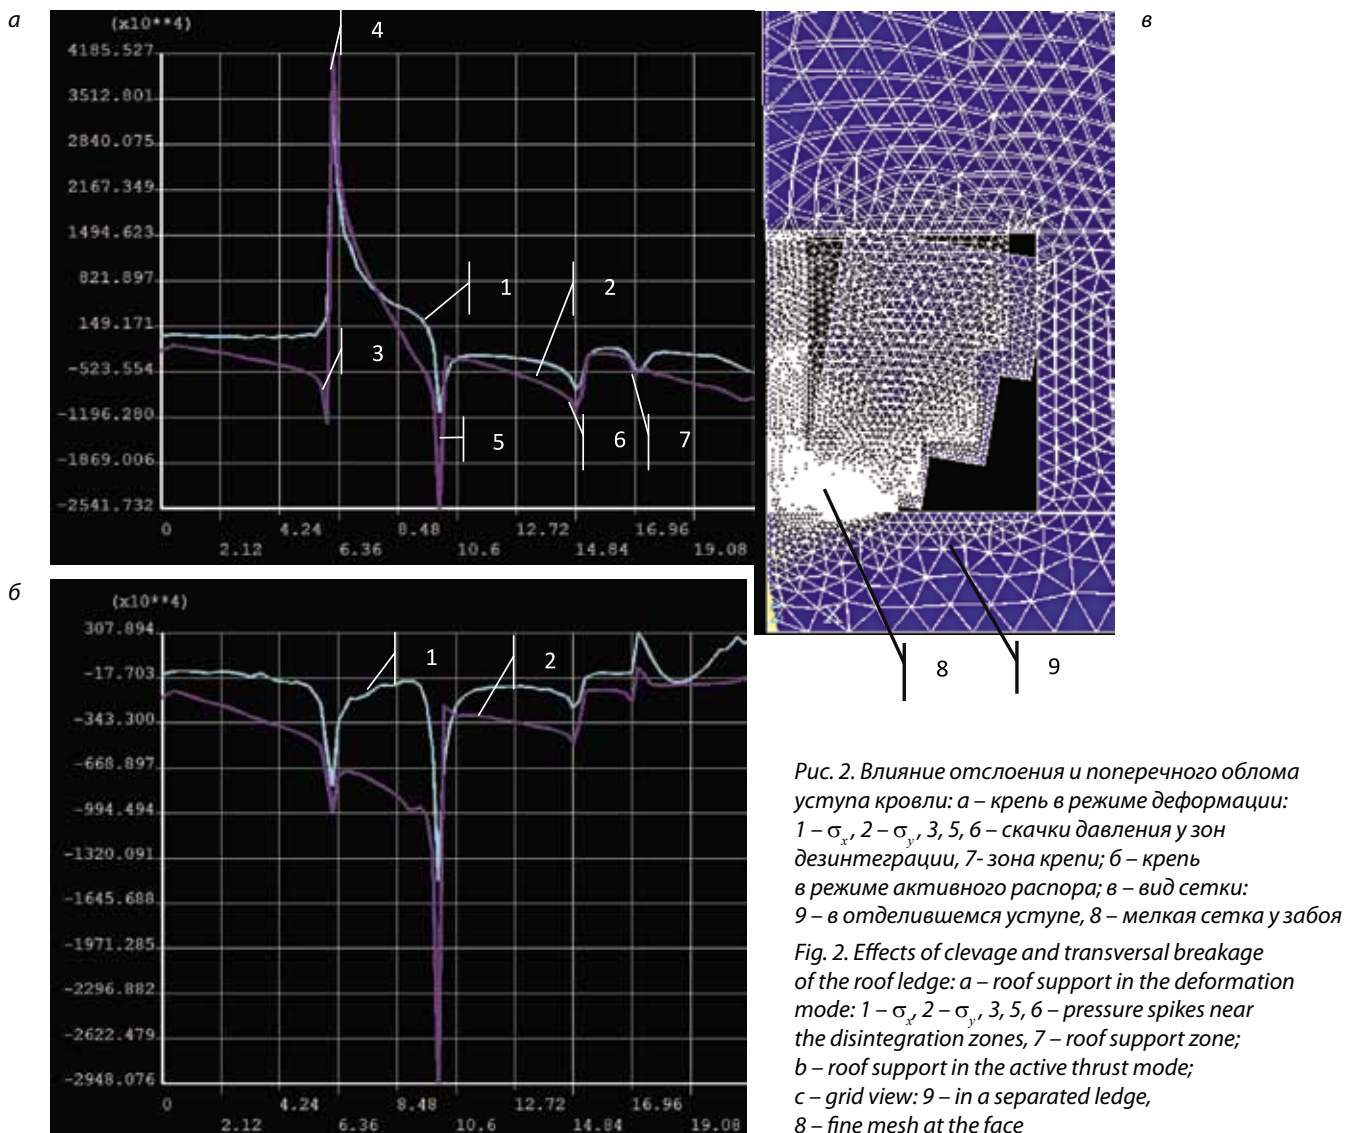 а
(x10**4)
4185.527
3512.801
2840.075
2167.349
1494.623
821.897
149.171
-523.554
-1196.280
-1869.006
-2541.732
0
4.24
8.48
12.72
16.96
2.12
6.36
10.6
14.84
19.08
4
1
2
3
5
6
7
в
8
9
б
(x10**4)
307.894
-17.703
-343.300
-668.897
-994.494
-1320.091
-1645.688
-1971.285
-2296.882
-2622.479
-2948.076
0
4.24
8.48
12.72
16.96
2.12
6.36
10.6
14.84
19.08
1
2
Рис. 2. Влияние отслоения и поперечного облома
уступа кровли: а – крепь в режиме деформации:
1 – σx, 2 – σy, 3, 5, 6 – скачки давления у зон
дезинтеграции, 7- зона крепи; б – крепь
в режиме активного распора; в – вид сетки:
9 – в отделившемся уступе, 8 – мелкая сетка у забоя
Fig. 2. Effects of clevage and transversal breakage
of the roof ledge: a – roof support in the deformation
mode: 1 – σx, 2 – σy, 3, 5, 6 – pressure spikes near
the disintegration zones, 7 – roof support zone;
b – roof support in the active thrust mode;
c – grid view: 9 – in a separated ledge,
8 – fine mesh at the face